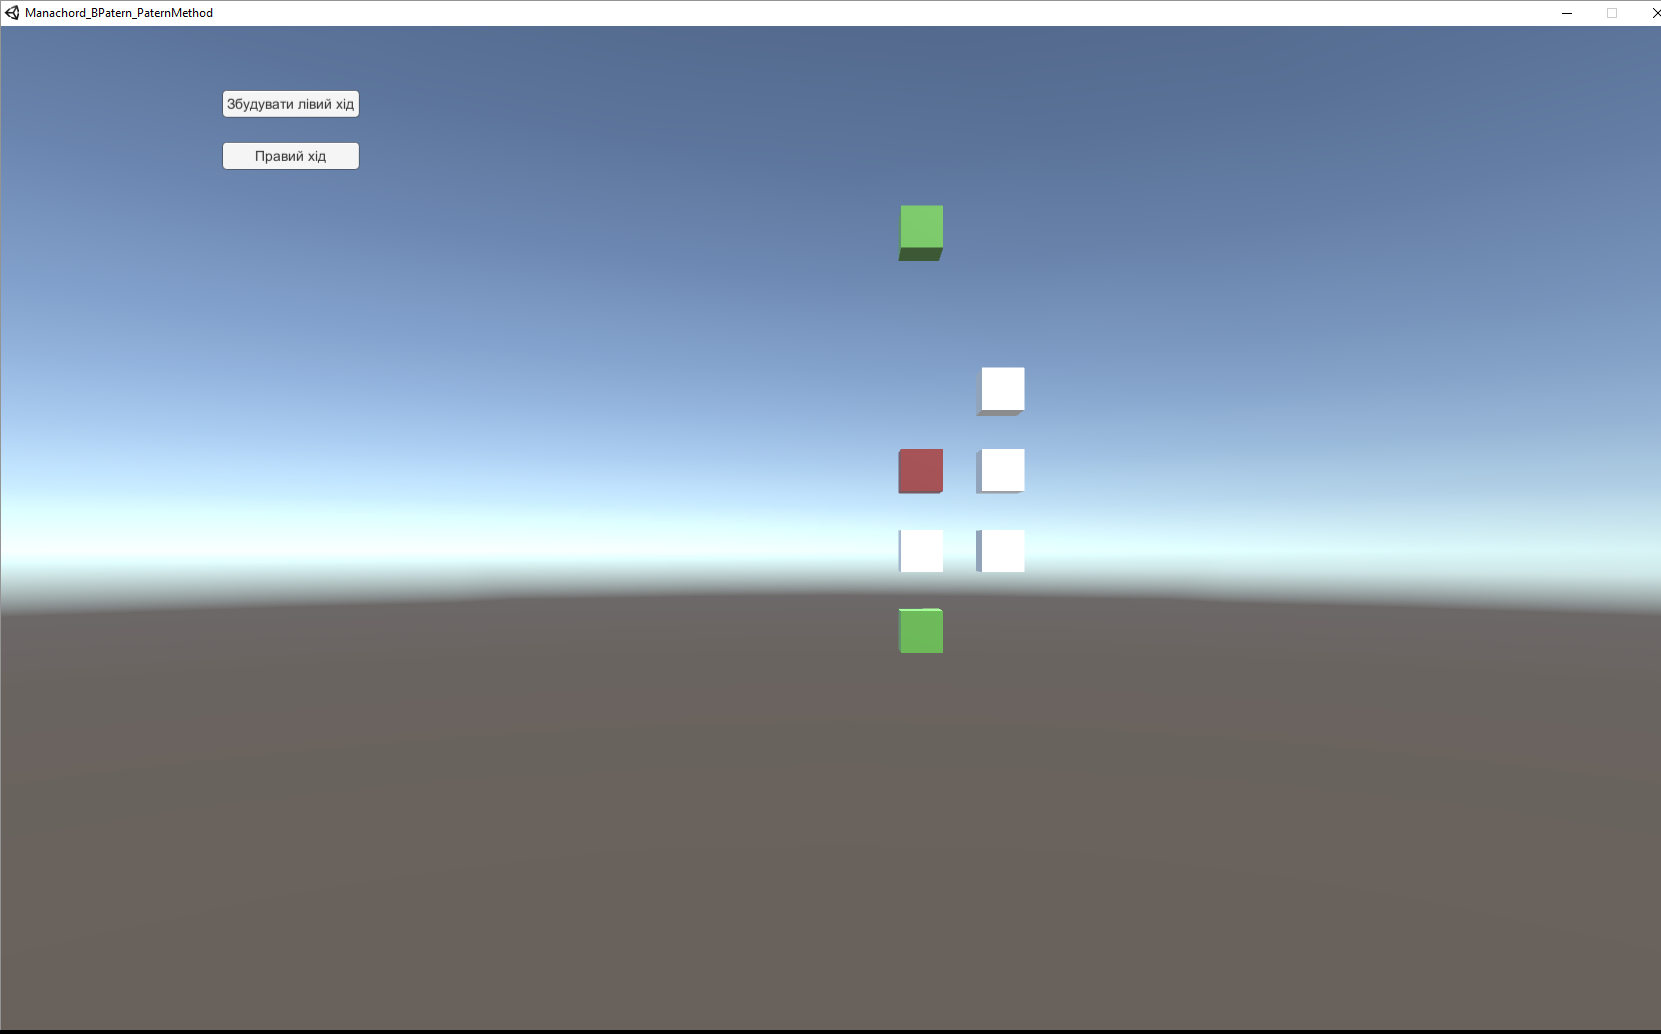 Manachord_BPatern_PaternMethod
Збудувати лівий хід
Правий хід